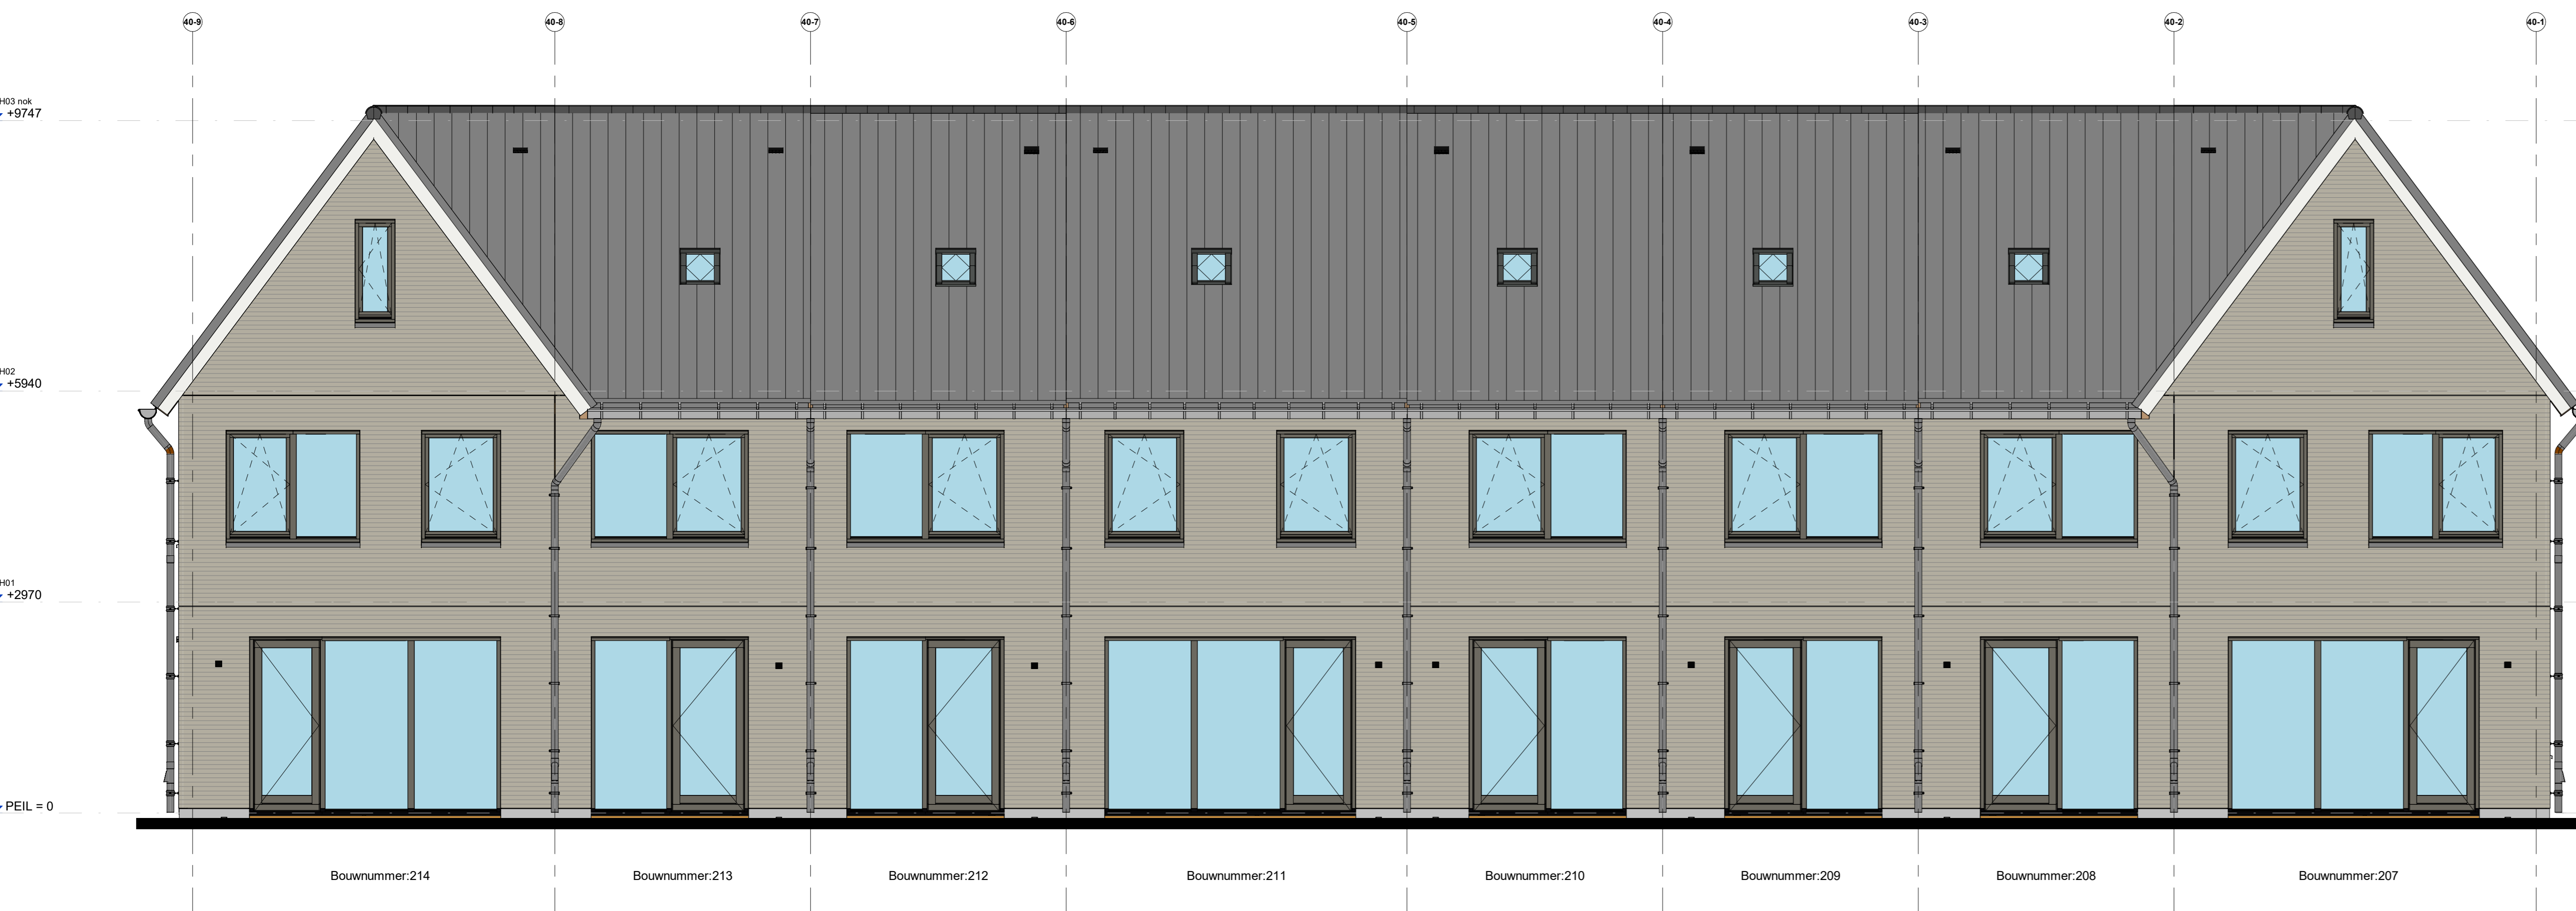 40-9 40-8 40-7 40-6 40-5 40-4 40-3 40-2 40-1
H03 nok
+9747
H02
+5940
H01
+2970
PEIL = 0
Bouwnummer:214 Bouwnummer:213 Bouwnummer:212 Bouwnummer:211 Bouwnummer:210 Bouwnummer:209 Bouwnummer:208 Bouwnummer:207